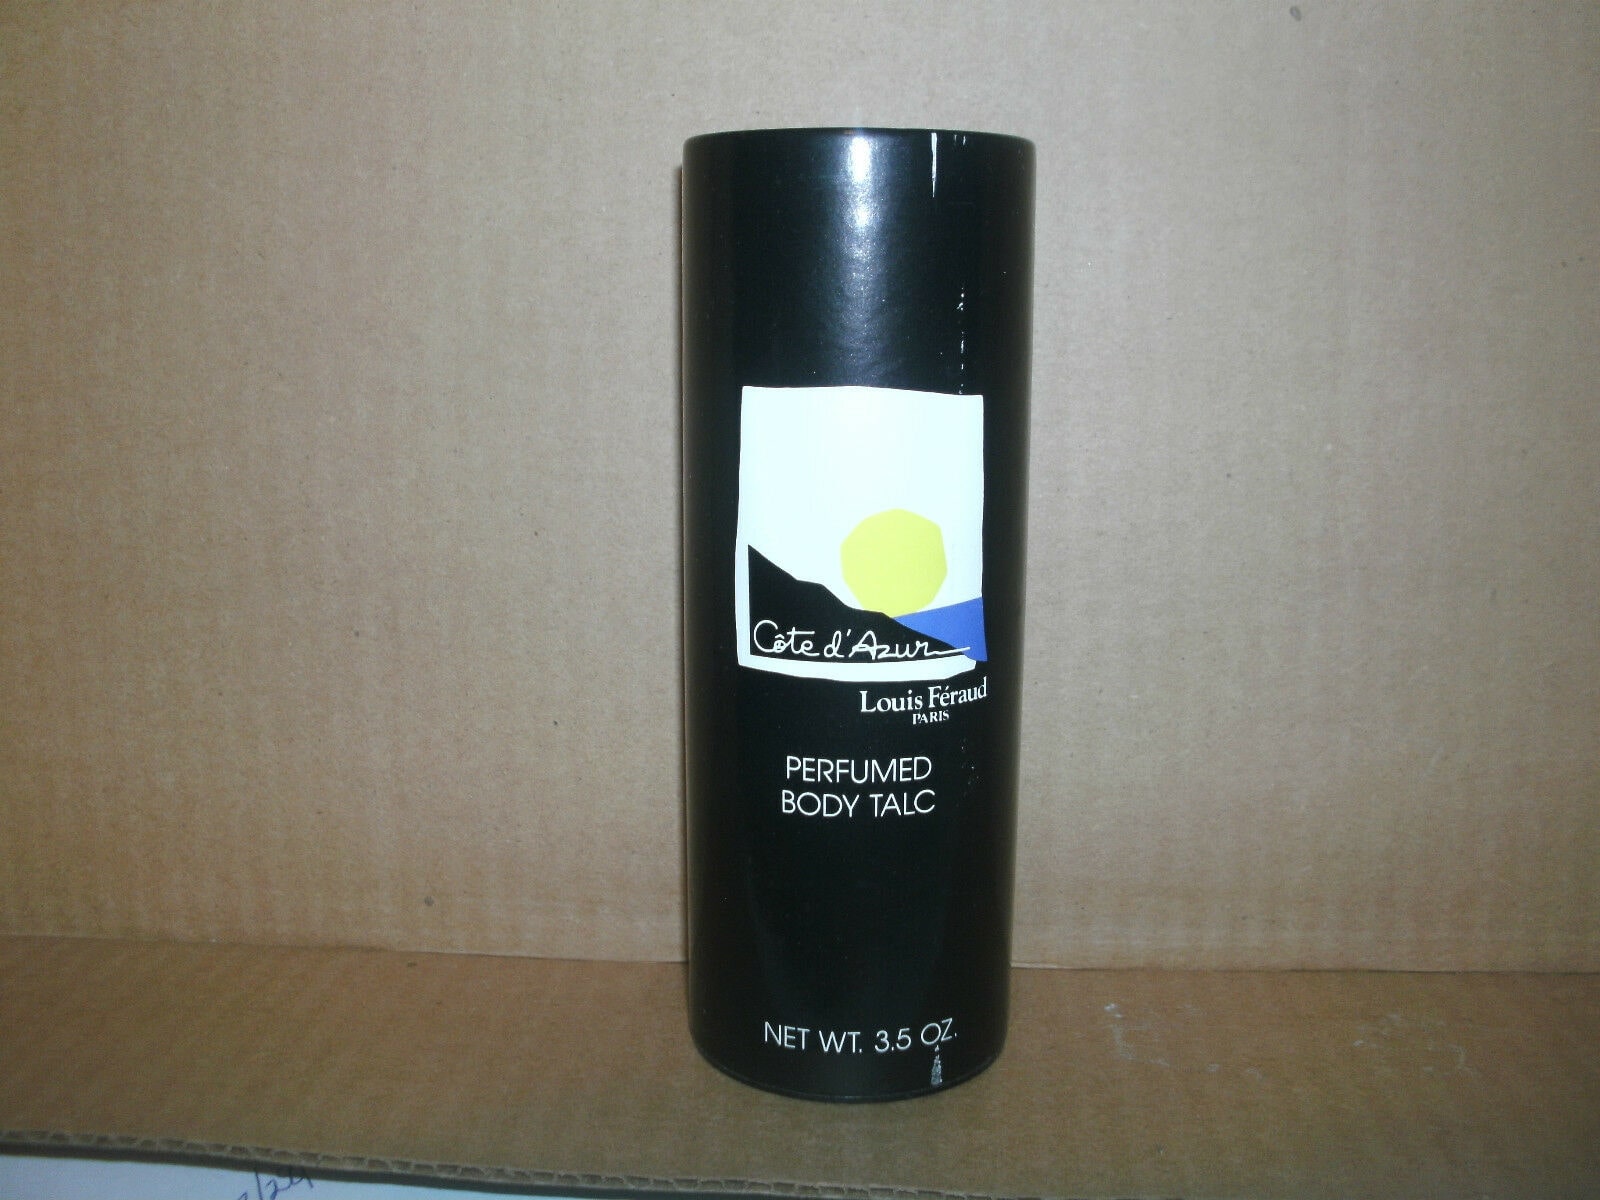 Côte d'Azur
Louis Féraud
PARIS
PERFUMED
BODY TALC
NET WT. 3.5 OZ.